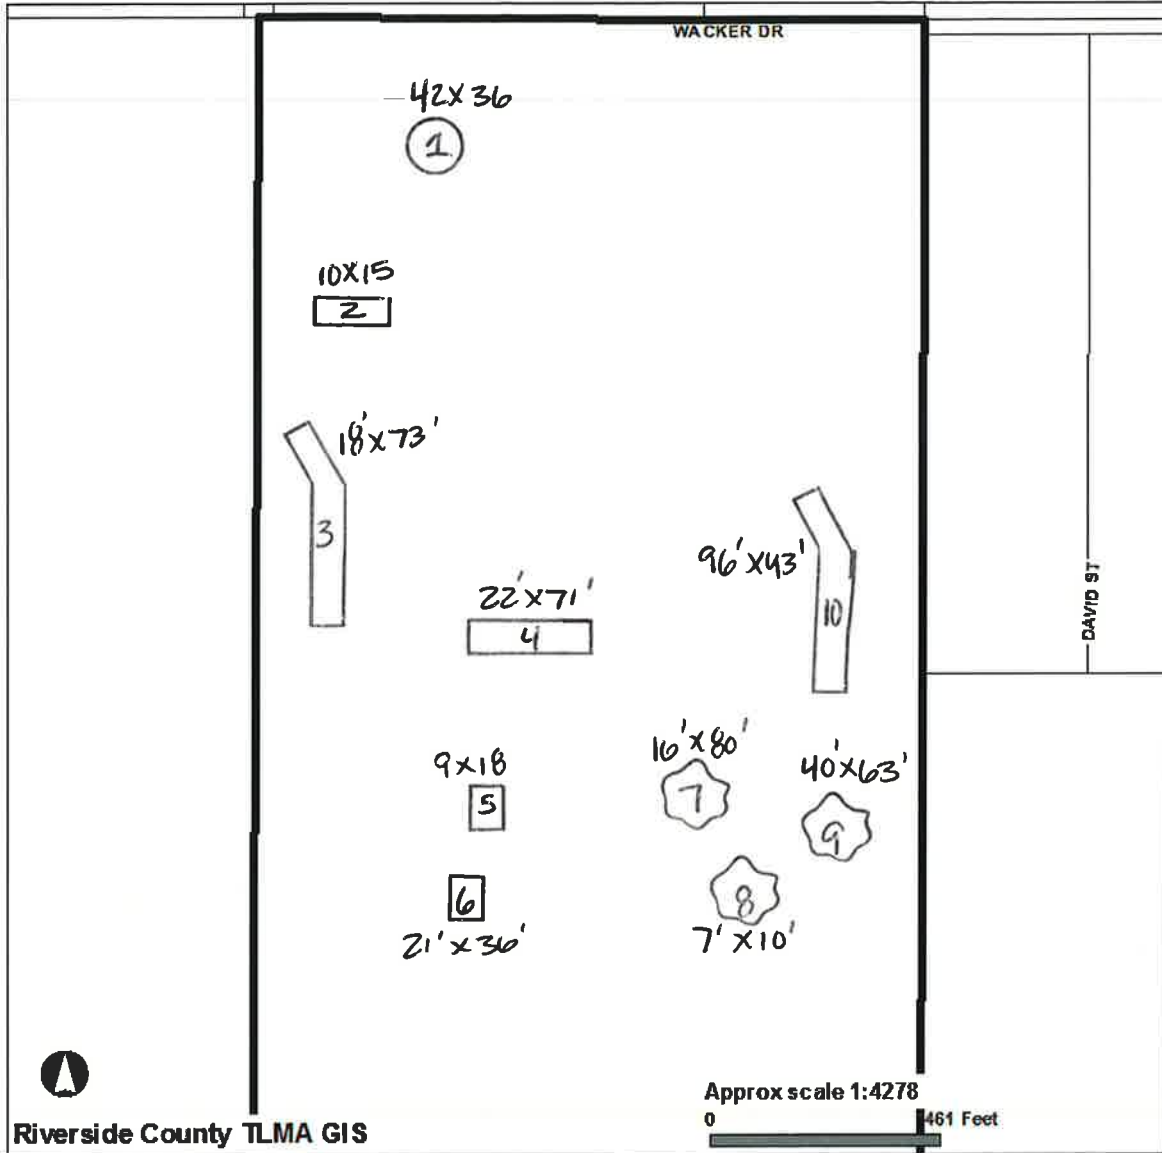 WACKER DR
42X36
1
10X15
2
18'x73'
3
96'X43'
10
22'x71'
4
DAVID ST
9x18
5
16'x80'
7
40'x63'
9
6
21'x36'
8
7'X10'
Approx scale 1:4278
0 461 Feet
Riverside County TLMA GIS